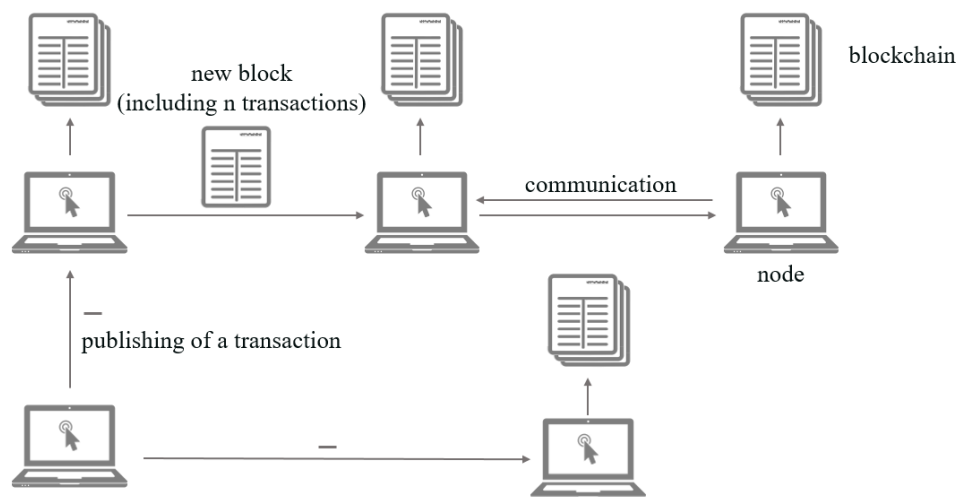 new block
(including n transactions)
blockchain
communication
node
publishing of a transaction